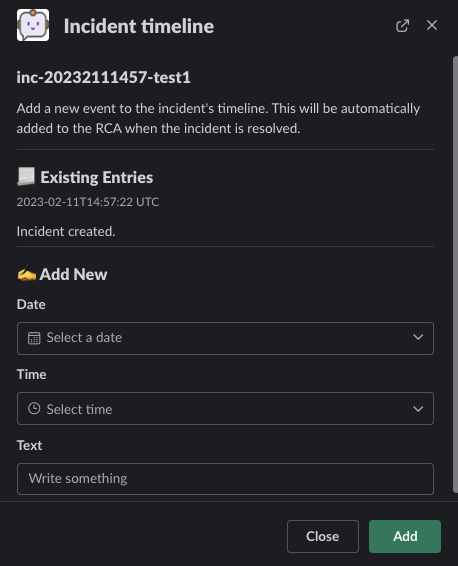 Incident timeline
inc-20232111457-test1
Add a new event to the incident's timeline. This will be automatically
added to the RCA when the incident is resolved.
Existing Entries
2023-02-11T14:57:22 UTC
Incident created.
Add New
Date
Select a date
Time
Select time
Text
Write something
Close
Add